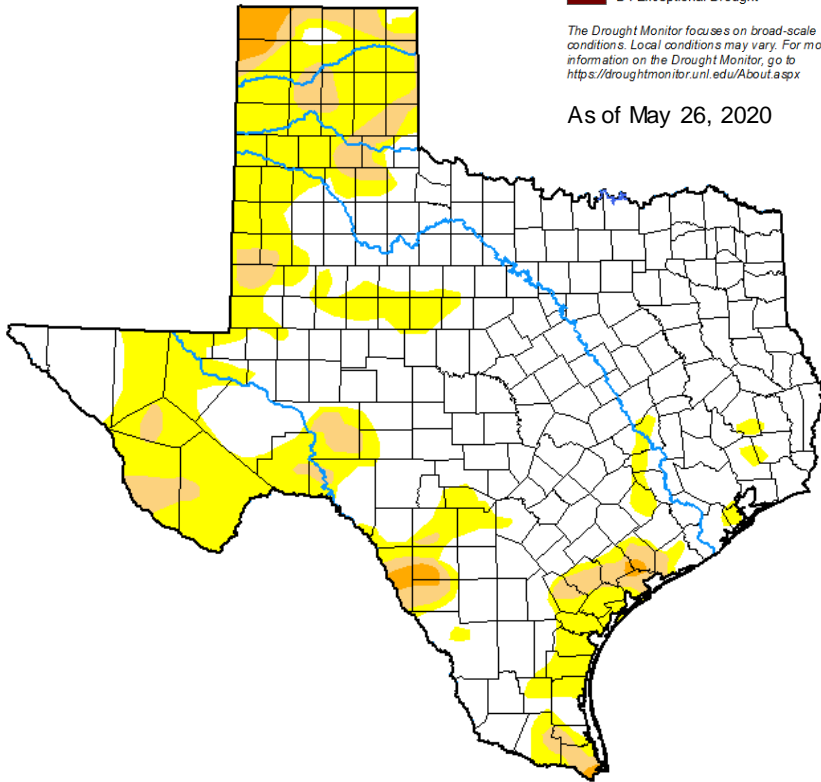 The Drought Monitor focuses on broad-scale
conditions. Local conditions may vary. For mo
information on the Drought Monitor, go to
https://droughtmonitor.unl.edu/About.aspx
As of May 26, 2020